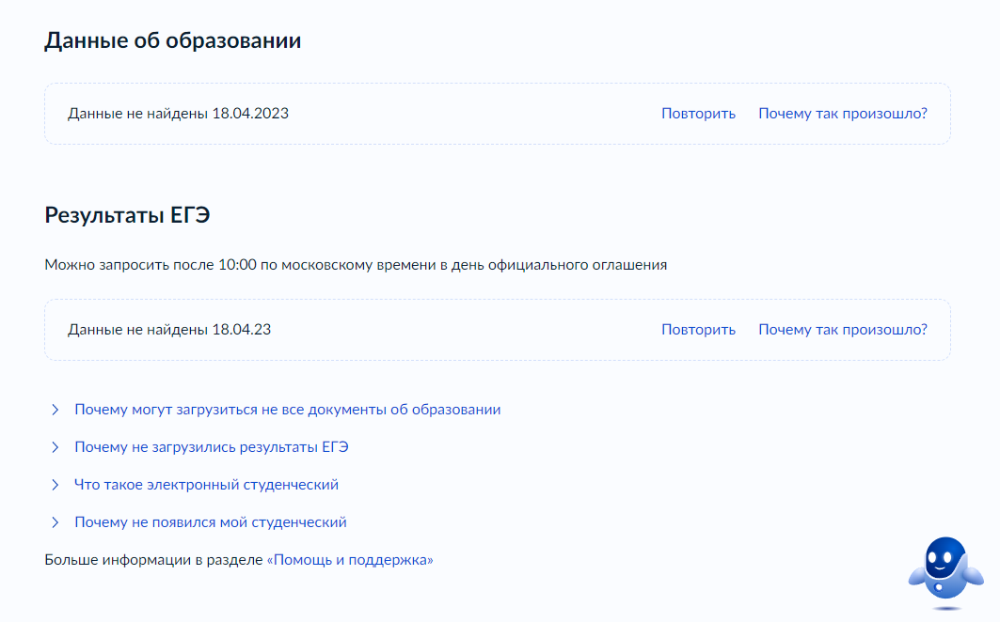 Данные об образовании
Данные не найдены 18.04.2023 Повторить Почему так произошло?
Результаты ЕГЭ
Можно запросить после 10:00 по московскому времени в день официального оглашения
Данные не найдены 18.04.23 Повторить Почему так произошло?
Почему могут загрузиться не все документы об образовании
Почему не загрузились результаты ЕГЭ
Что такое электронный студенческий
Почему не появился мой студенческий
Больше информации в разделе «Помощь и поддержка»